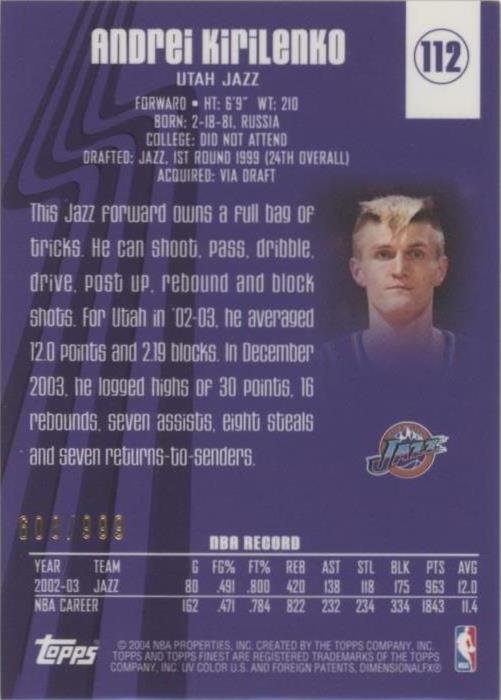 Andrei Kirilenko
112
UTAH JAZZ
FORWARD • HT: 6'9" WT: 210
BORN: 2-18-81, RUSSIA
COLLEGE: DID NOT ATTEND
DRAFTED: JAZZ, 1ST ROUND 1999 (24TH OVERALL)
ACQUIRED: VIA DRAFT
This Jazz forward owns a full bag of
tricks. He can shoot, pass, dribble,
drive, post up, rebound and block
shots. For Utah in '02-03, he averaged
12.0 points and 2.19 blocks. In December
2003, he logged highs of 30 points, 16
rebounds, seven assists, eight steals
and seven returns-to-senders.
JAZZ
NBA RECORD
YEAR TEAM G FG% FT% REB AST STL BLK PTS AVG
2002-03 JAZZ 80 .491 .800 420 138 118 175 963 12.0
NBA CAREER 162 .471 .784 822 232 234 334 1843 11.4
Topps
© 2004 NBA PROPERTIES, INC. CREATED BY THE TOPPS COMPANY, INC.
TOPPS AND TOPPS FINEST ARE REGISTERED TRADEMARKS OF THE TOPPS
COMPANY, INC. UV COLOR U.S. AND FOREIGN PATENTS, DIMENSIONALFX®